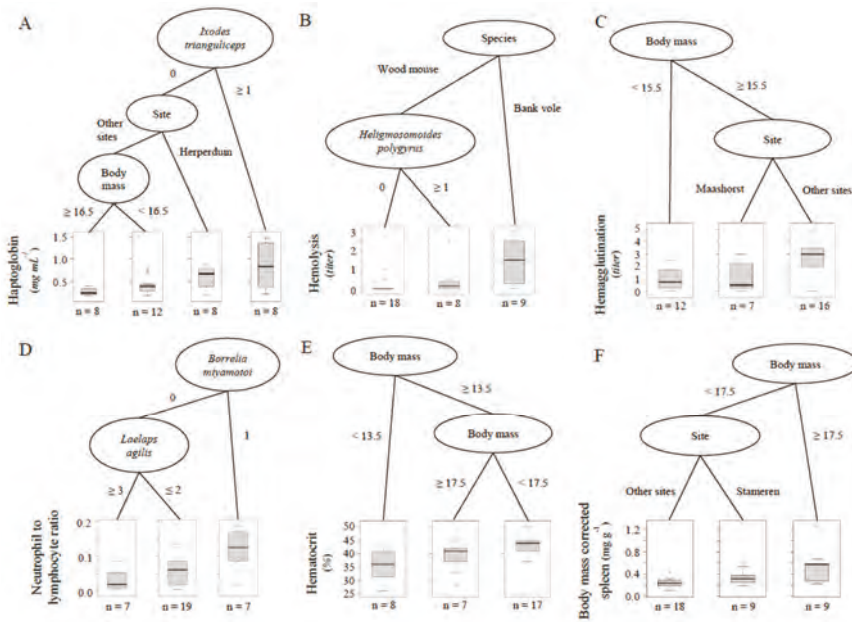 A
Ixodes
trianguliceps
0
≥ 1
Site
Other
sites
Herperduin
Body
mass
≥ 16.5
< 16.5
Haptoglobin
(mg mL⁻¹)
1.5
1.0
0.5
n = 8
n = 12
n = 8
n = 8
B
Species
Wood mouse
Bank vole
Heligmosomoides
polygyrus
0
≥ 1
Hemolysis
(titer)
3
2
1
0
n = 18
n = 8
n = 9
C
Body mass
< 15.5
≥ 15.5
Site
Maashorst
Other sites
Hemagglutination
(titer)
5
4
3
2
1
0
n = 12
n = 7
n = 16
D
Borrelia
miyamotoi
0
1
Laelaps
agilis
≥ 3
≤ 2
Neutrophil to
lymphocyte ratio
0.2
0.1
0.0
n = 7
n = 19
n = 7
E
Body mass
< 13.5
≥ 13.5
Body mass
≥ 17.5
< 17.5
Hematocrit
(%)
50
45
40
35
30
25
n = 8
n = 7
n = 17
F
Body mass
< 17.5
≥ 17.5
Site
Other sites
Stameren
Body mass corrected
spleen (mg g⁻¹)
1.2
0.8
0.4
0.0
n = 18
n = 9
n = 9